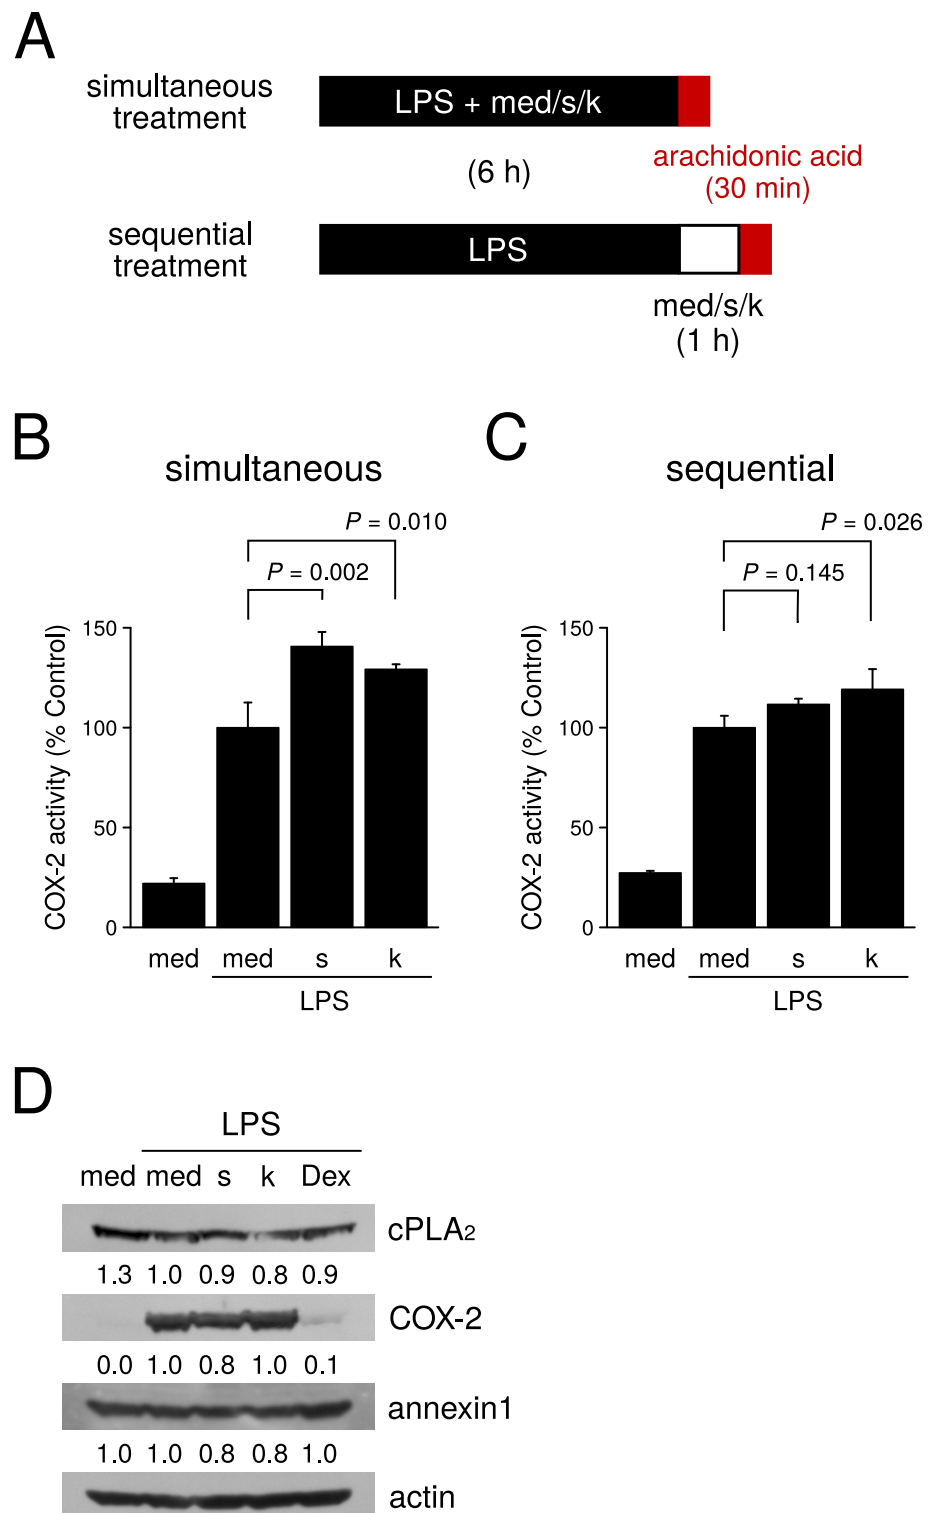 A
simultaneous
treatment
LPS + med/s/k
(6 h)
arachidonic acid
(30 min)
sequential
treatment
LPS
med/s/k
(1 h)
B
simultaneous
P = 0.010
P = 0.002
COX-2 activity (% Control)
150
100
50
0
med med s k
LPS
C
sequential
P = 0.026
P = 0.145
COX-2 activity (% Control)
150
100
50
0
med med s k
LPS
D
LPS
med med s k Dex
cPLA2
1.3 1.0 0.9 0.8 0.9
COX-2
0.0 1.0 0.8 1.0 0.1
annexin1
1.0 1.0 0.8 0.8 1.0
actin